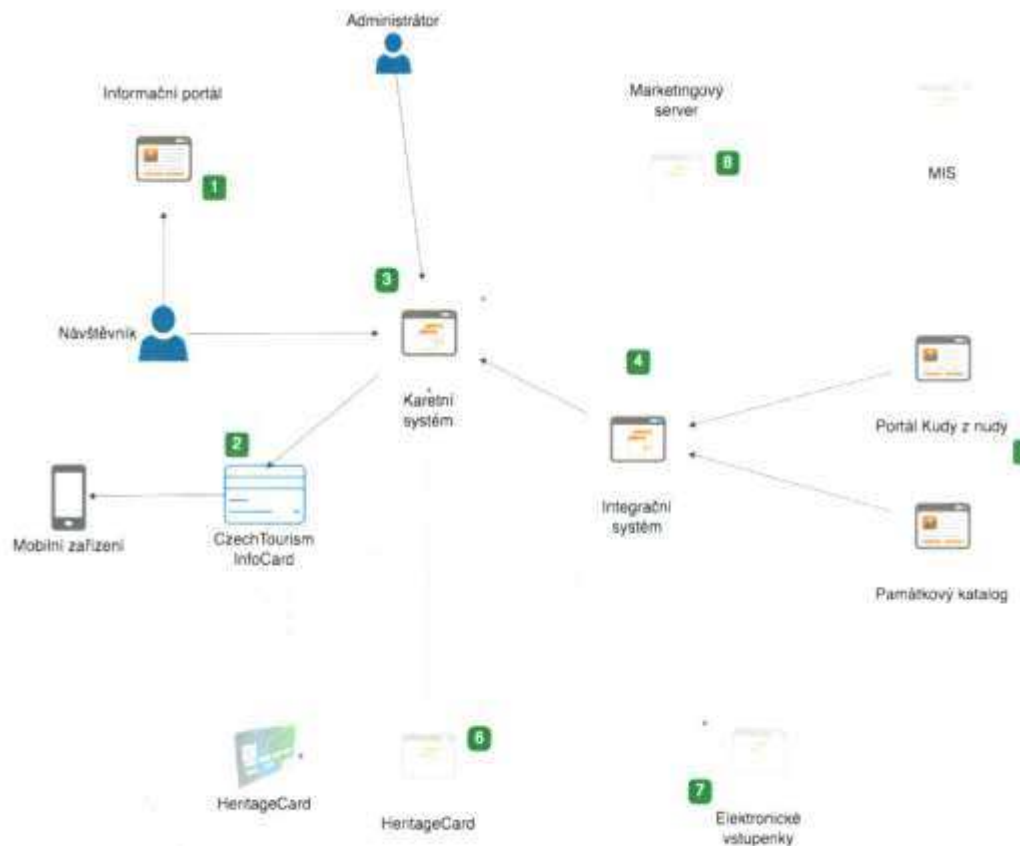 Administrátor
Informační portál
Marketingový
server
8
MIS
1
3
Návštěvník
4
Karetní
systém
Portál Kudy z nudy
2
Integrační
systém
CzechTourism
InfoCard
Mobilní zařízení
Památkový katalog
6
HeritageCard
HeritageCard
7
Elektronické
vstupenky